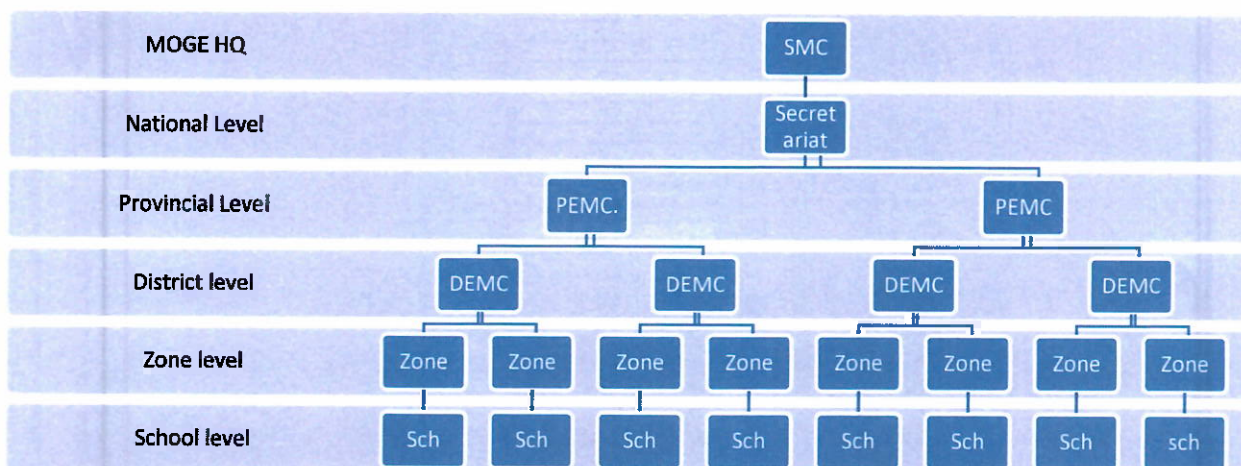 MOGE HQ
SMC
National Level
Secret
ariat
Provincial Level
PEMC.
PEMC
District level
DEMC
DEMC
DEMC
DEMC
Zone level
Zone
Zone
Zone
Zone
Zone
Zone
Zone
Zone
School level
Sch
Sch
Sch
Sch
Sch
Sch
Sch
sch